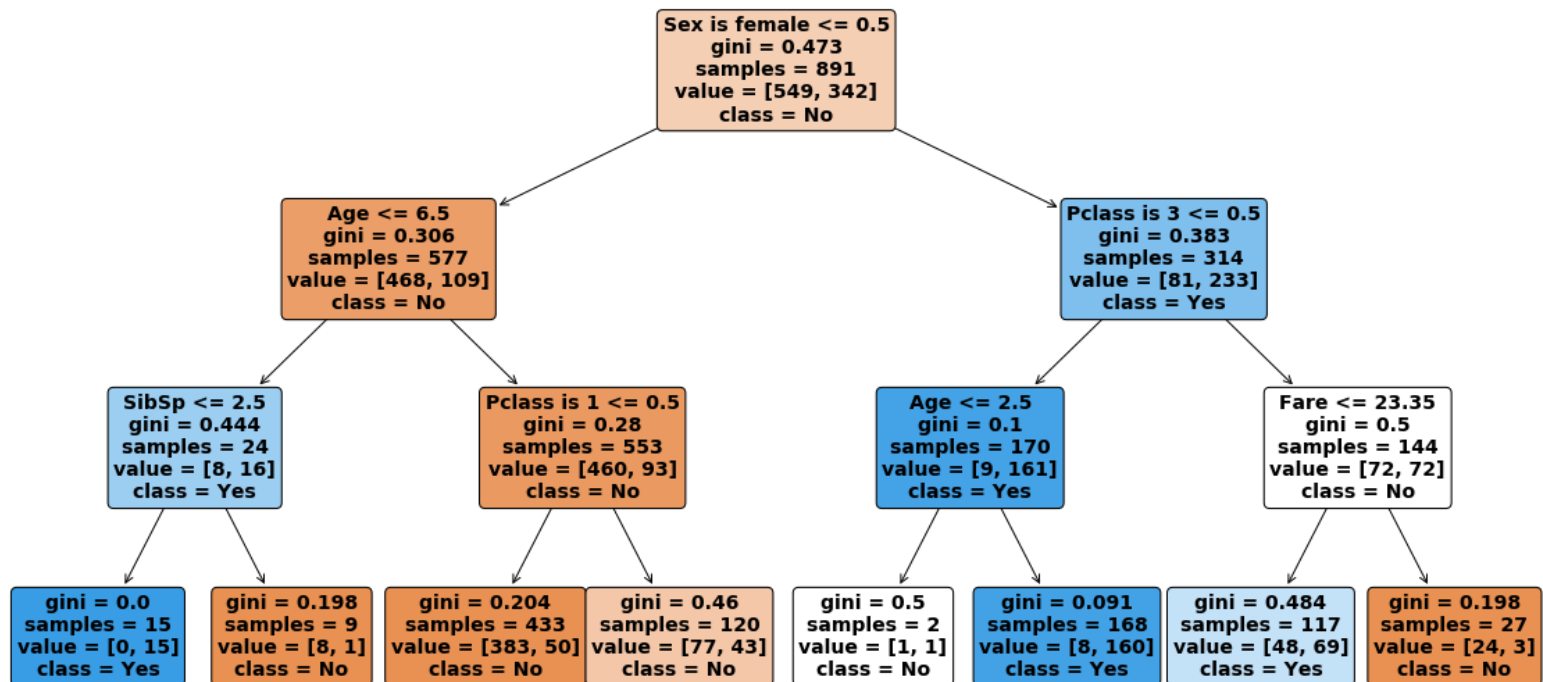 Sex is female <= 0.5
gini = 0.473
samples = 891
value = [549, 342]
class = No
Age <= 6.5
gini = 0.306
samples = 577
value = [468, 109]
class = No
Pclass is 3 <= 0.5
gini = 0.383
samples = 314
value = [81, 233]
class = Yes
SibSp <= 2.5
gini = 0.444
samples = 24
value = [8, 16]
class = Yes
Pclass is 1 <= 0.5
gini = 0.28
samples = 553
value = [460, 93]
class = No
Age <= 2.5
gini = 0.1
samples = 170
value = [9, 161]
class = Yes
Fare <= 23.35
gini = 0.5
samples = 144
value = [72, 72]
class = No
gini = 0.0
samples = 15
value = [0, 15]
class = Yes
gini = 0.198
samples = 9
value = [8, 1]
class = No
gini = 0.204
samples = 433
value = [383, 50]
class = No
gini = 0.46
samples = 120
value = [77, 43]
class = No
gini = 0.5
samples = 2
value = [1, 1]
class = No
gini = 0.091
samples = 168
value = [8, 160]
class = Yes
gini = 0.484
samples = 117
value = [48, 69]
class = Yes
gini = 0.198
samples = 27
value = [24, 3]
class = No